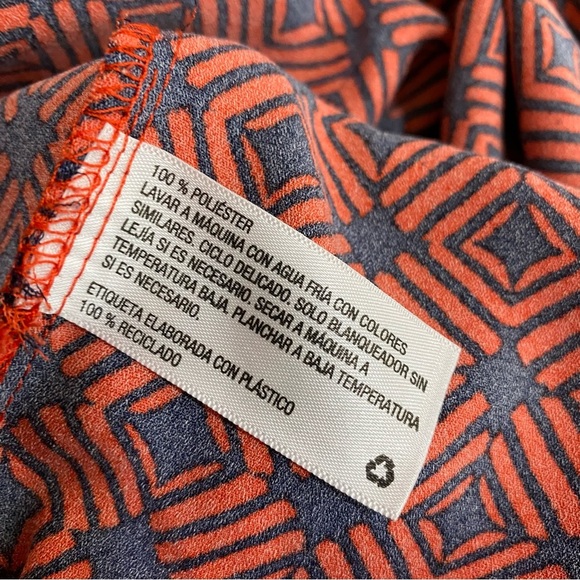 100 % POLIÉSTER
LAVAR A MÁQUINA CON AGUA FRÍA CON COLORES
SIMILARES. CICLO DELICADO. SOLO BLANQUEADOR SIN
LEJÍA SI ES NECESARIO. SECAR A MÁQUINA A
TEMPERATURA BAJA. PLANCHAR A BAJA TEMPERATURA
SI ES NECESARIO.
ETIQUETA ELABORADA CON PLÁSTICO
100 % RECICLADO